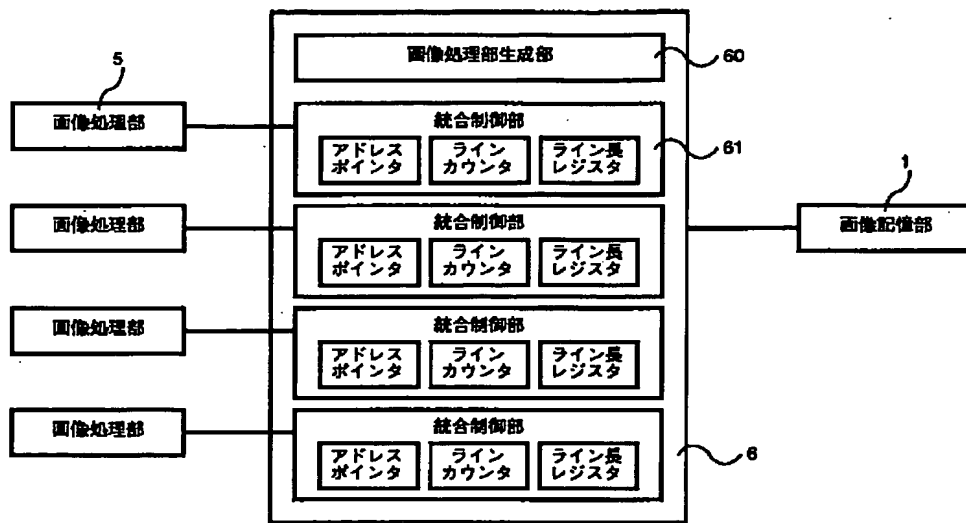 画像処理部生成部
60
5
画像処理部
統合制御部
アドレス
ポインタ
ライン
カウンタ
ライン長
レジスタ
61
1
画像記憶部
画像処理部
統合制御部
アドレス
ポインタ
ライン
カウンタ
ライン長
レジスタ
画像処理部
統合制御部
アドレス
ポインタ
ライン
カウンタ
ライン長
レジスタ
画像処理部
統合制御部
アドレス
ポインタ
ライン
カウンタ
ライン長
レジスタ
6